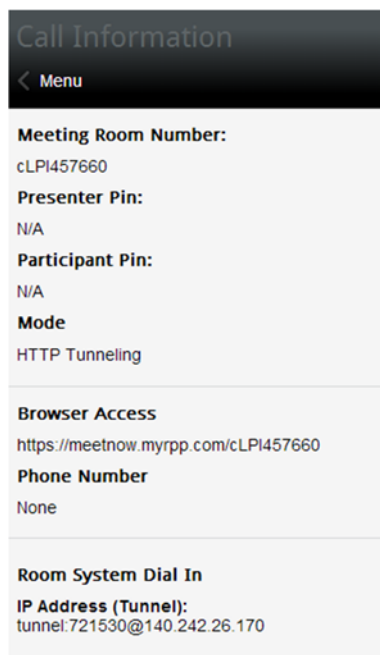 Call Information
Menu
Meeting Room Number:
cLPI457660
Presenter Pin:
N/A
Participant Pin:
N/A
Mode
HTTP Tunneling
Browser Access
https://meetnow.myrpp.com/cLPI457660
Phone Number
None
Room System Dial In
IP Address (Tunnel):
tunnel:721530@140.242.26.170